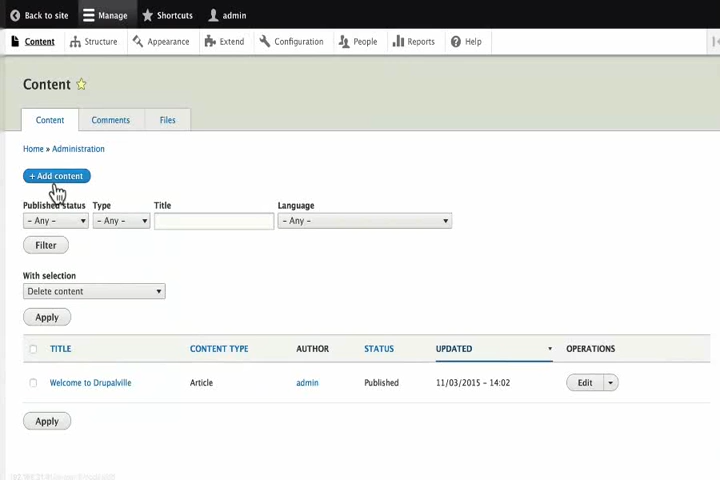 Back to site Manage Shortcuts admin
Content Structure Appearance Extend Configuration People Reports Help
Content
Content Comments Files
Home » Administration
+ Add content
Published status Type Title Language
- Any - - Any - - Any -
Filter
With selection
Delete content
Apply
TITLE CONTENT TYPE AUTHOR STATUS UPDATED OPERATIONS
Welcome to Drupalville Article admin Published 11/03/2015 - 14:02 Edit
Apply